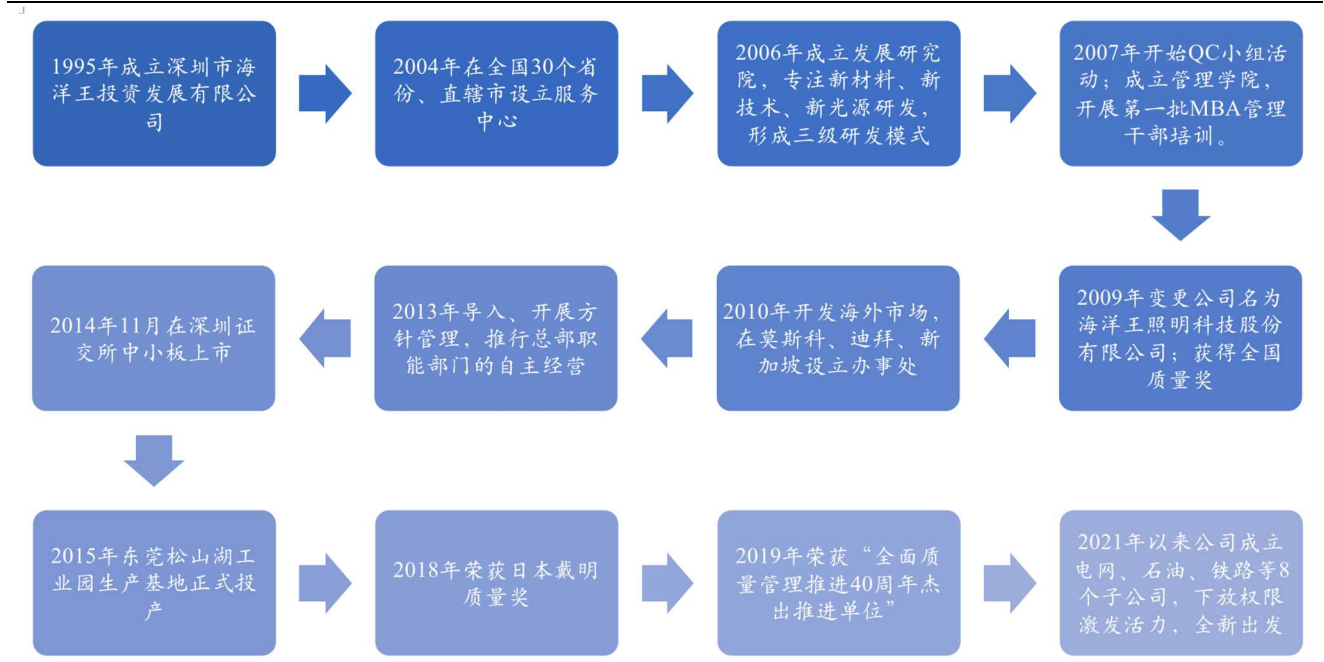 1995年成立深圳市海
洋王投资发展有限公
司
2004年在全国30个省
份、直辖市设立服务
中心
2006年成立发展研究
院，专注新材料、新
技术、新光源研发，
形成三级研发模式
2007年开始QC小组活
动；成立管理学院，
开展第一批MBA管理
干部培训。
2009年变更公司名为
海洋王照明科技股份
有限公司；获得全国
质量奖
2010年开发海外市场，
在莫斯科、迪拜、新
加坡设立办事处
2013年导入、开展方
针管理，推行总部职
能部门的自主经营
2014年11月在深圳证
交所中小板上市
2015年东莞松山湖工
业园生产基地正式投
产
2018年荣获日本戴明
质量奖
2019年荣获“全面质
量管理推进40周年杰
出推进单位”
2021年以来公司成立
电网、石油、铁路等8
个子公司，下放权限
激发活力，全新出发